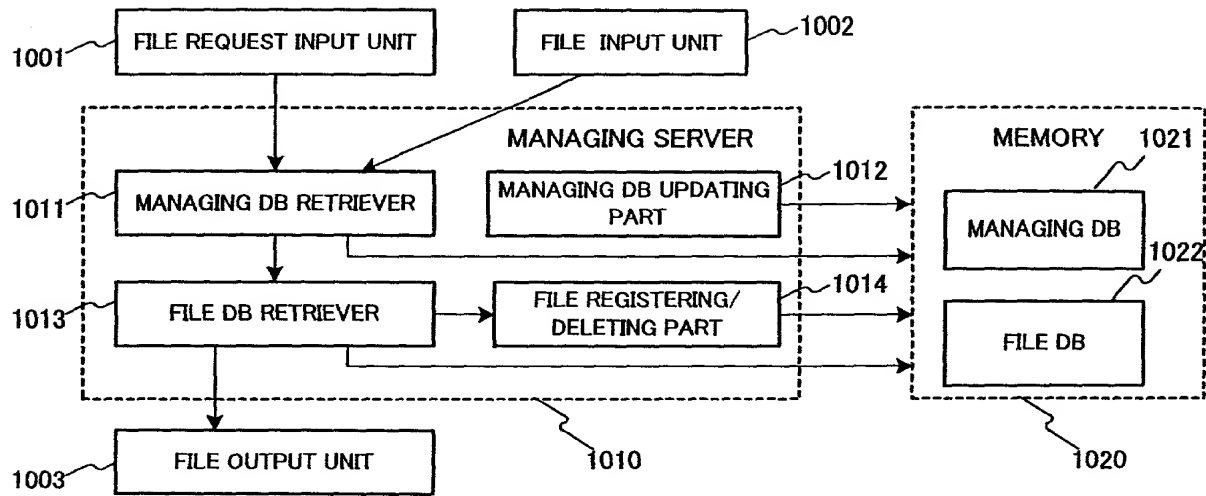 1001
FILE REQUEST INPUT UNIT
FILE INPUT UNIT
1002
MANAGING SERVER
MEMORY
1021
1011
MANAGING DB RETRIEVER
MANAGING DB UPDATING
PART
1012
MANAGING DB
1022
1013
FILE DB RETRIEVER
FILE REGISTERING/
DELETING PART
1014
FILE DB
1003
FILE OUTPUT UNIT
1010
1020